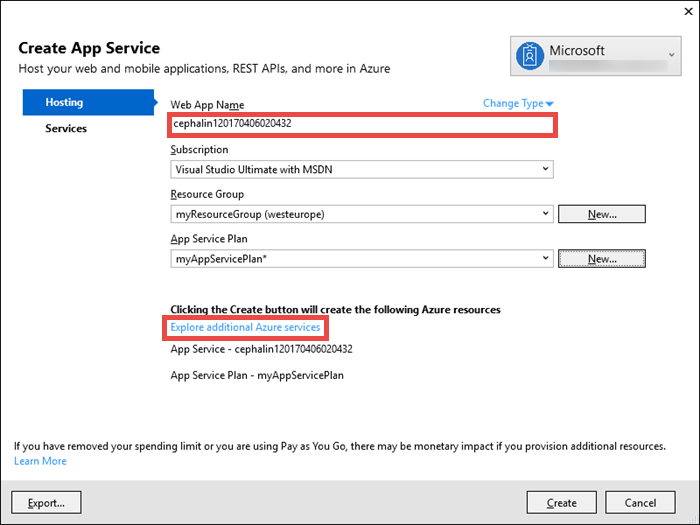 Create App Service
Host your web and mobile applications, REST APIs, and more in Azure
Microsoft
Hosting
Services
Web App Name
Change Type
cephalin120170406020432
Subscription
Visual Studio Ultimate with MSDN
Resource Group
myResourceGroup (westeurope)
New...
App Service Plan
myAppServicePlan*
New...
Clicking the Create button will create the following Azure resources
Explore additional Azure services
App Service - cephalin120170406020432
App Service Plan - myAppServicePlan
If you have removed your spending limit or you are using Pay as You Go, there may be monetary impact if you provision additional resources.
Learn More
Export...
Create
Cancel